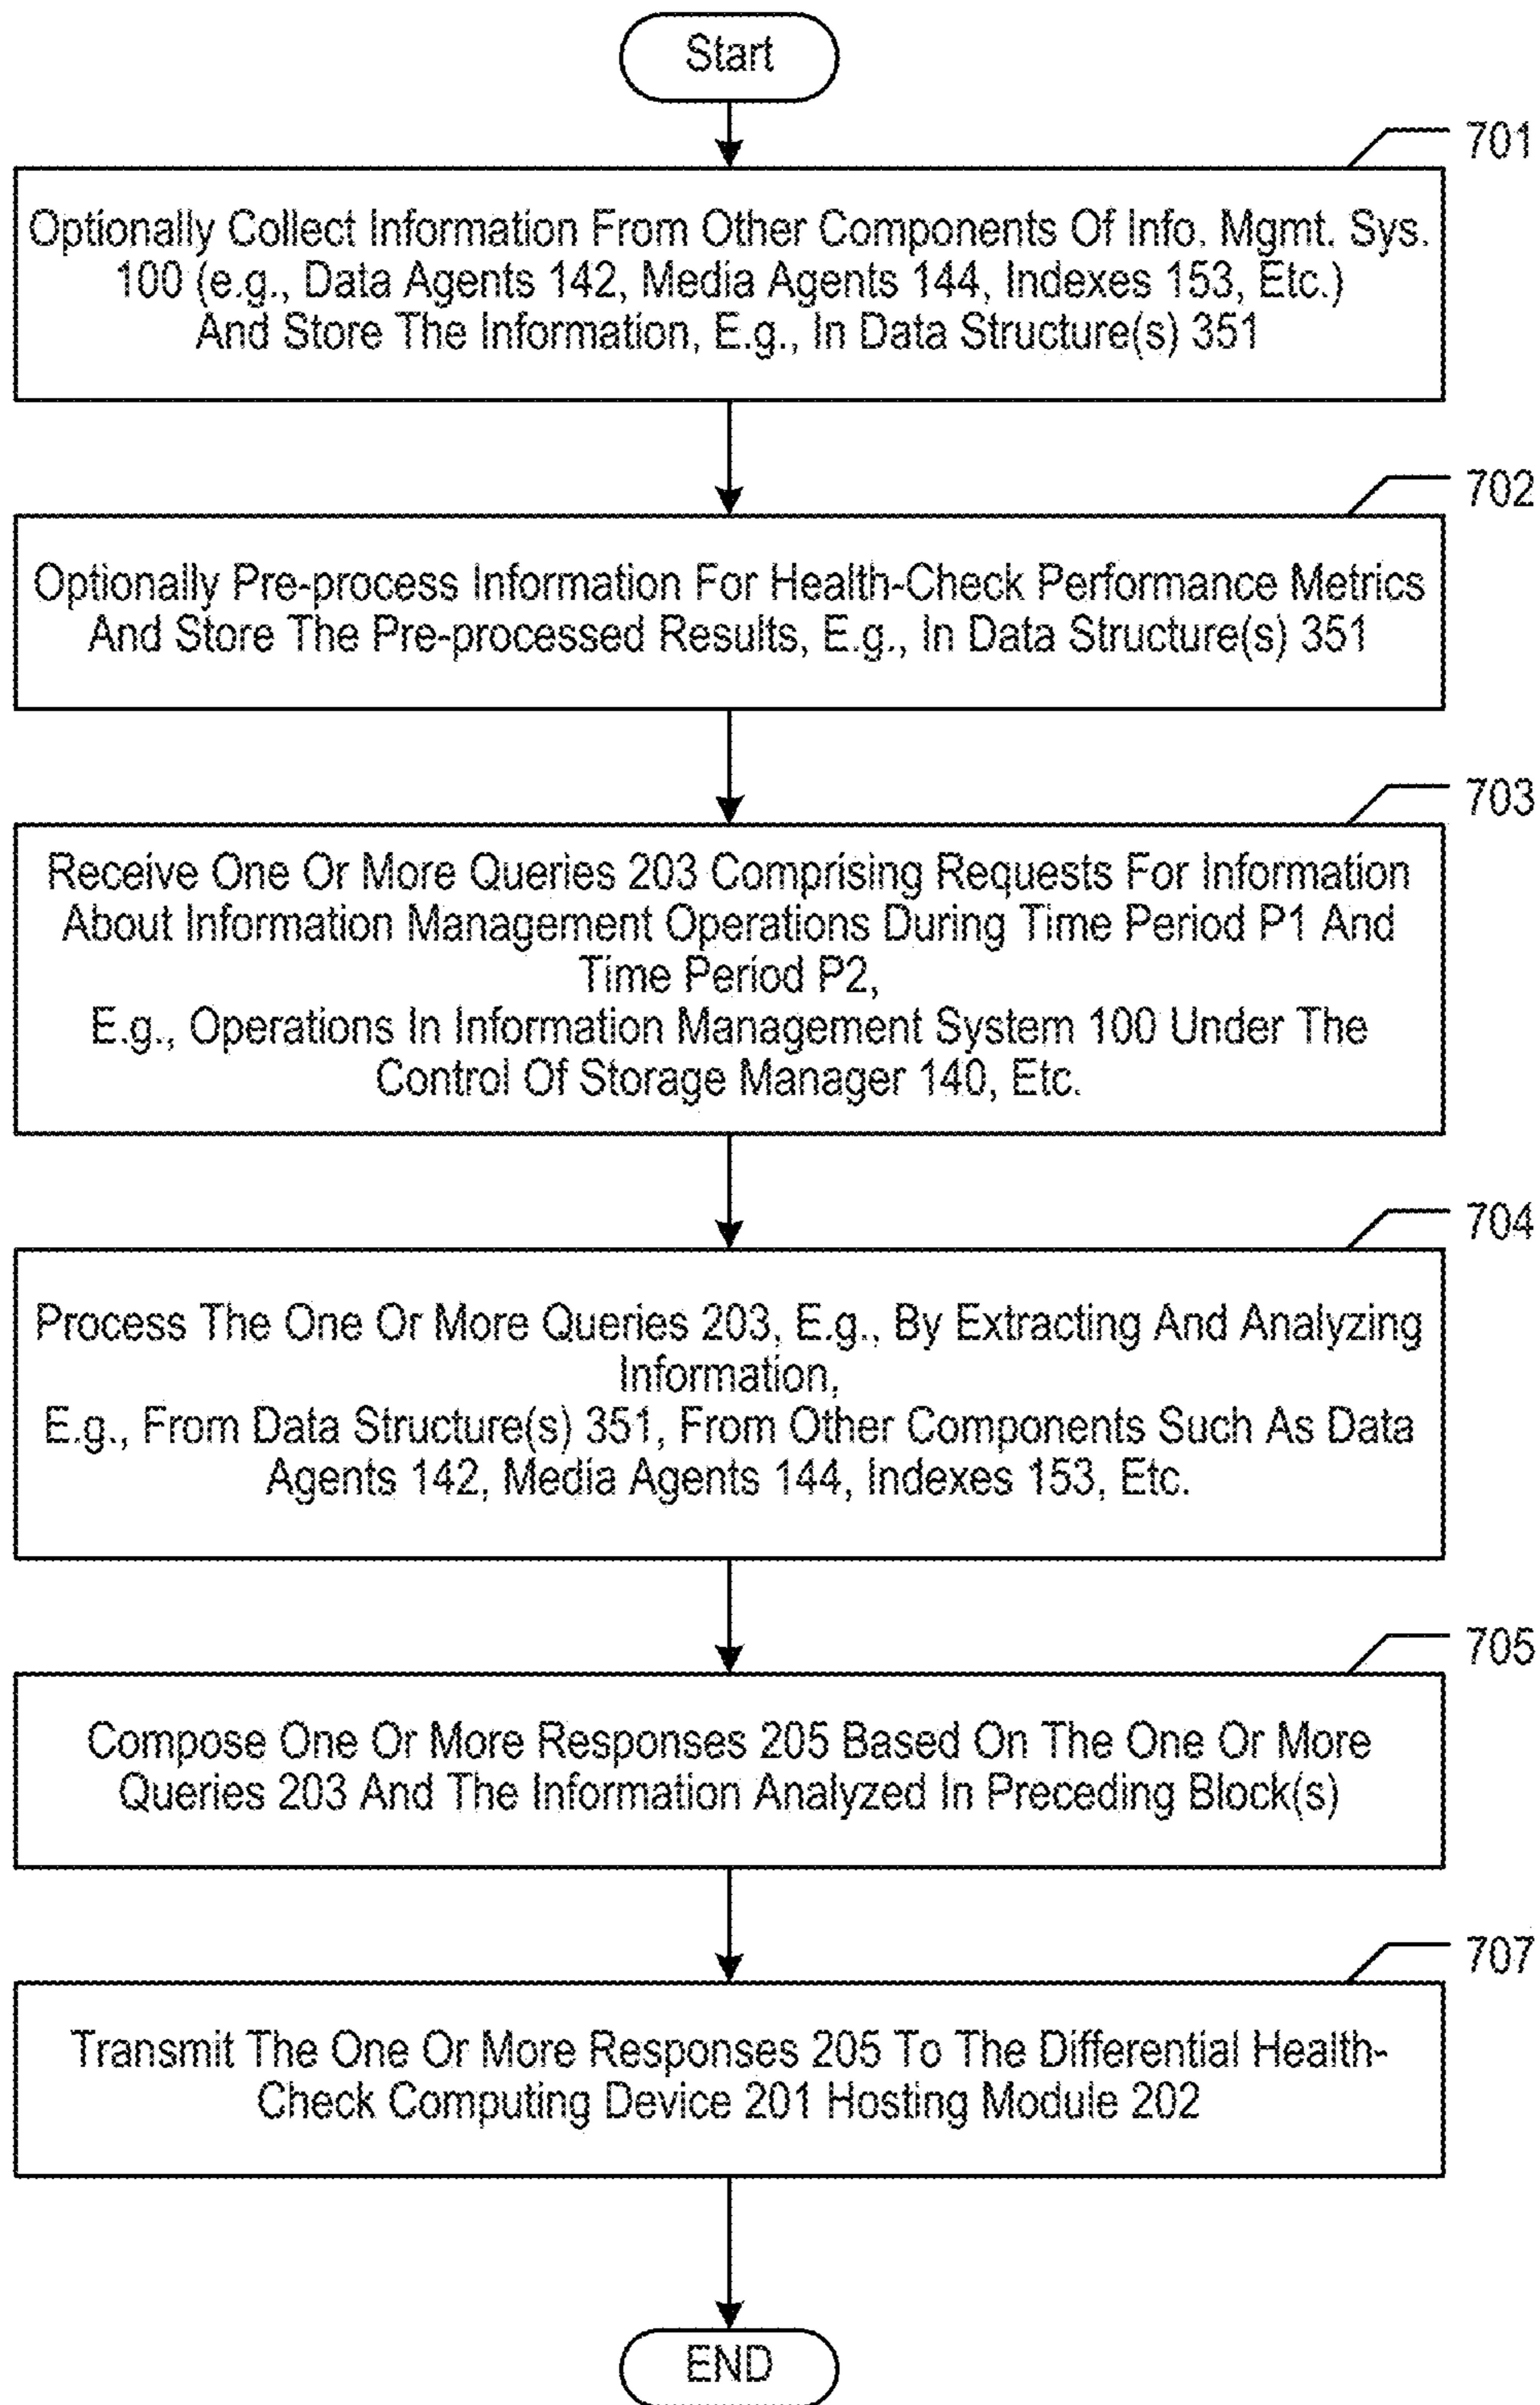 Start
701
Optionally Collect Information From Other Components Of Info. Mgmt. Sys.
100 (e.g., Data Agents 142, Media Agents 144, Indexes 153, Etc.)
And Store The Information, E.g., In Data Structure(s) 351
702
Optionally Pre-process Information For Health-Check Performance Metrics
And Store The Pre-processed Results, E.g., In Data Structure(s) 351
703
Receive One Or More Queries 203 Comprising Requests For Information
About Information Management Operations During Time Period P1 And
Time Period P2,
E.g., Operations In Information Management System 100 Under The
Control Of Storage Manager 140, Etc.
704
Process The One Or More Queries 203, E.g., By Extracting And Analyzing
Information,
E.g., From Data Structure(s) 351, From Other Components Such As Data
Agents 142, Media Agents 144, Indexes 153, Etc.
705
Compose One Or More Responses 205 Based On The One Or More
Queries 203 And The Information Analyzed In Preceding Block(s)
707
Transmit The One Or More Responses 205 To The Differential Health-
Check Computing Device 201 Hosting Module 202
END